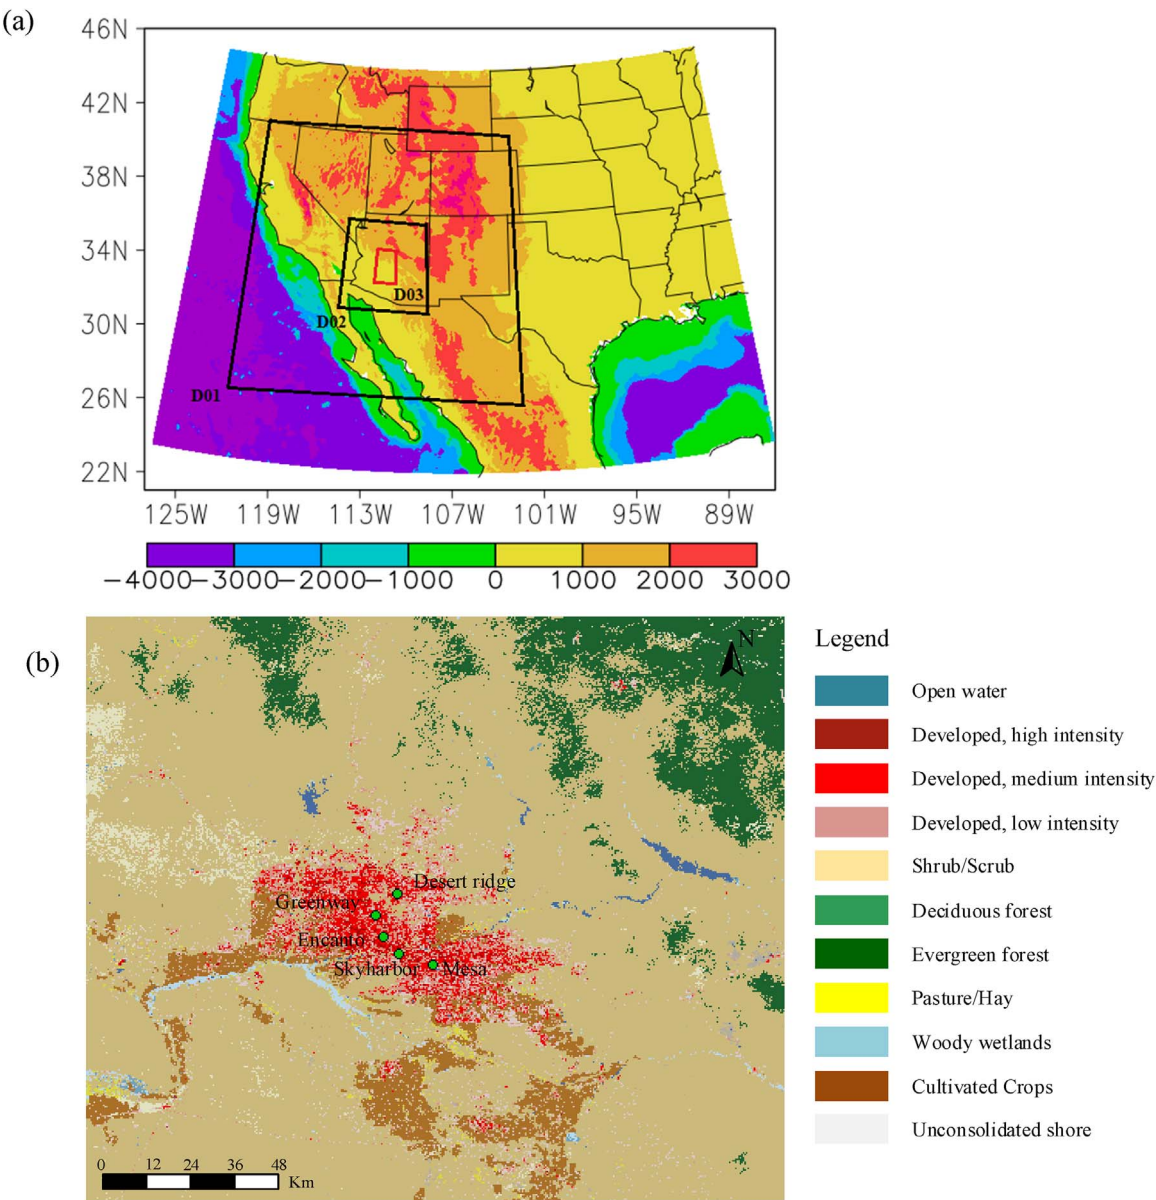 (a)
46N
42N
38N
34N
30N
26N
22N
D03
D02
D01
125W 119W 113W 107W 101W 95W 89W
−4000 −3000 −2000 −1000 0 1000 2000 3000
(b)
N
Desert ridge
Greenway
Encanto
Skyharbor Mesa
0 12 24 36 48
Km
Legend
Open water
Developed, high intensity
Developed, medium intensity
Developed, low intensity
Shrub/Scrub
Deciduous forest
Evergreen forest
Pasture/Hay
Woody wetlands
Cultivated Crops
Unconsolidated shore